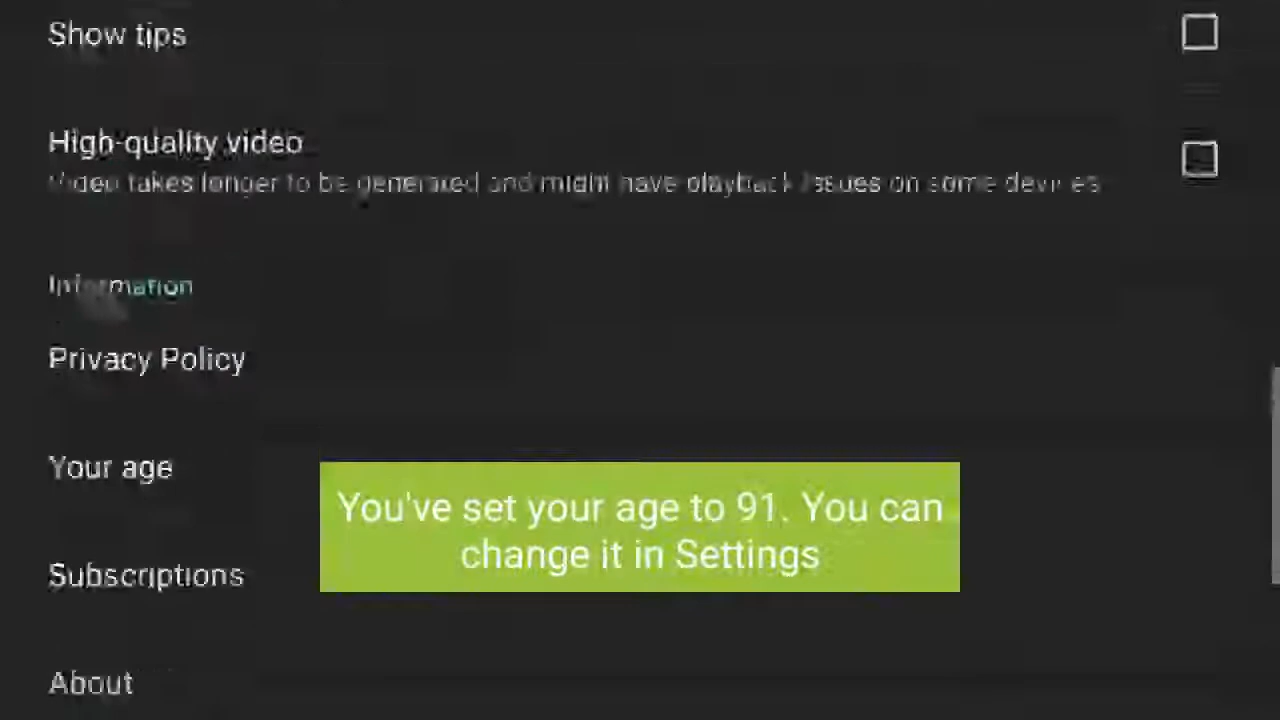 Show tips
High-quality video
Video takes longer to be generated and might have playback issues on some devices
Information
Privacy Policy
Your age
You've set your age to 91. You can
change it in Settings
Subscriptions
About